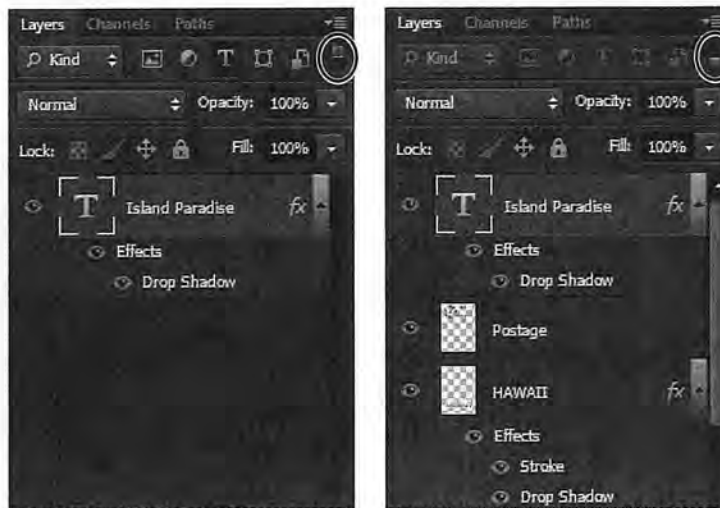 Layers Channels Paths
Kind T
Normal Opacity: 100%
Lock: Fill: 100%
T Island Paradise fx
Effects
Drop Shadow
Layers Channels Paths
Kind T
Normal Opacity: 100%
Lock: Fill: 100%
T Island Paradise fx
Effects
Drop Shadow
Postage
HAWAII fx
Effects
Stroke
Drop Shadow